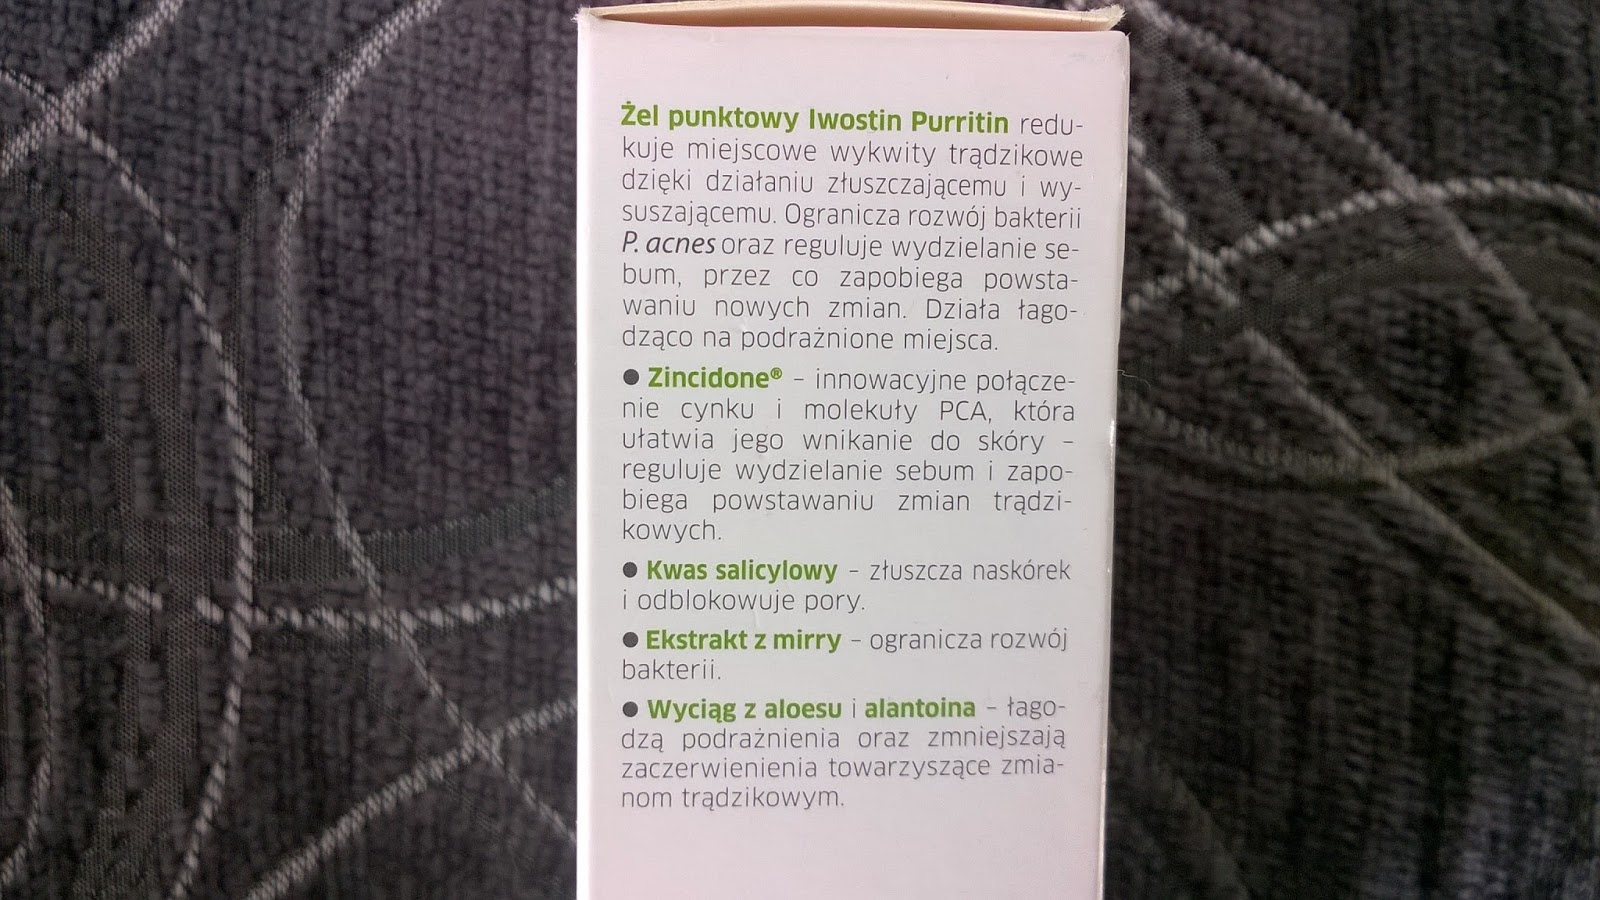 Żel punktowy Iwostin Purritin redu-
kuje miejscowe wykwity trądzikowe
dzięki działaniu złuszczającemu i wy-
suszającemu. Ogranicza rozwój bakterii
P. acnes oraz reguluje wydzielanie se-
bum, przez co zapobiega powsta-
waniu nowych zmian. Działa łago-
dząco na podrażnione miejsca.
● Zincidone® – innowacyjne połącze-
nie cynku i molekuły PCA, która
ułatwia jego wnikanie do skóry –
reguluje wydzielanie sebum i zapo-
biega powstawaniu zmian trądzi-
kowych.
● Kwas salicylowy – złuszcza naskórek
i odblokowuje pory.
● Ekstrakt z mirry – ogranicza rozwój
bakterii.
● Wyciąg z aloesu i alantoina – łago-
dzą podrażnienia oraz zmniejszają
zaczerwienienia towarzyszące zmia-
nom trądzikowym.